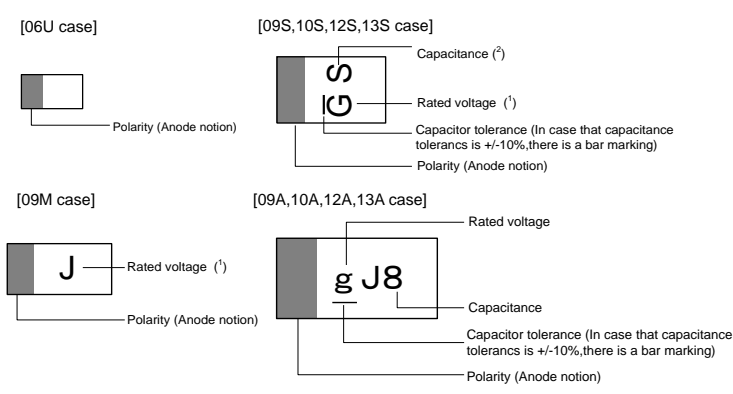 [06U case]
Polarity (Anode notion)
[09S,10S,12S,13S case]
G S
Capacitance (²)
Rated voltage (¹)
Capacitor tolerance (In case that capacitance
tolerancs is +/-10%,there is a bar marking)
Polarity (Anode notion)
[09M case]
J
Rated voltage (¹)
Polarity (Anode notion)
[09A,10A,12A,13A case]
g J8
Rated voltage
Capacitance
Capacitor tolerance (In case that capacitance
tolerancs is +/-10%,there is a bar marking)
Polarity (Anode notion)